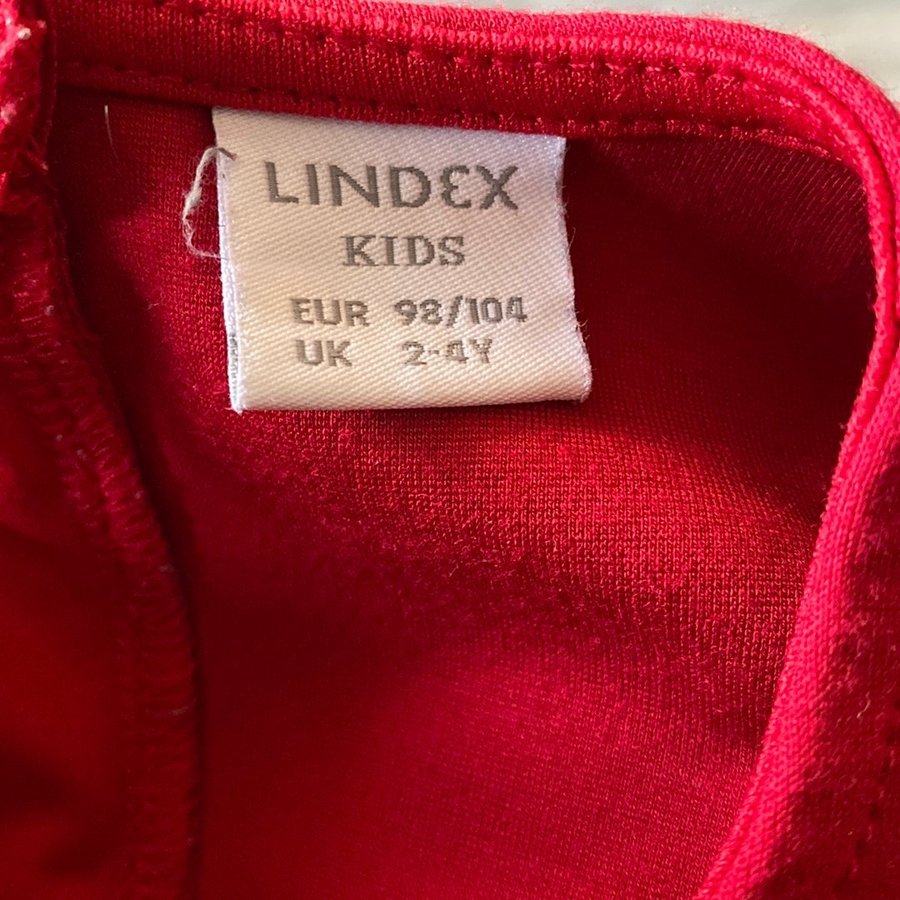 LINDEX
KIDS
EUR 98/104
UK 2-4Y